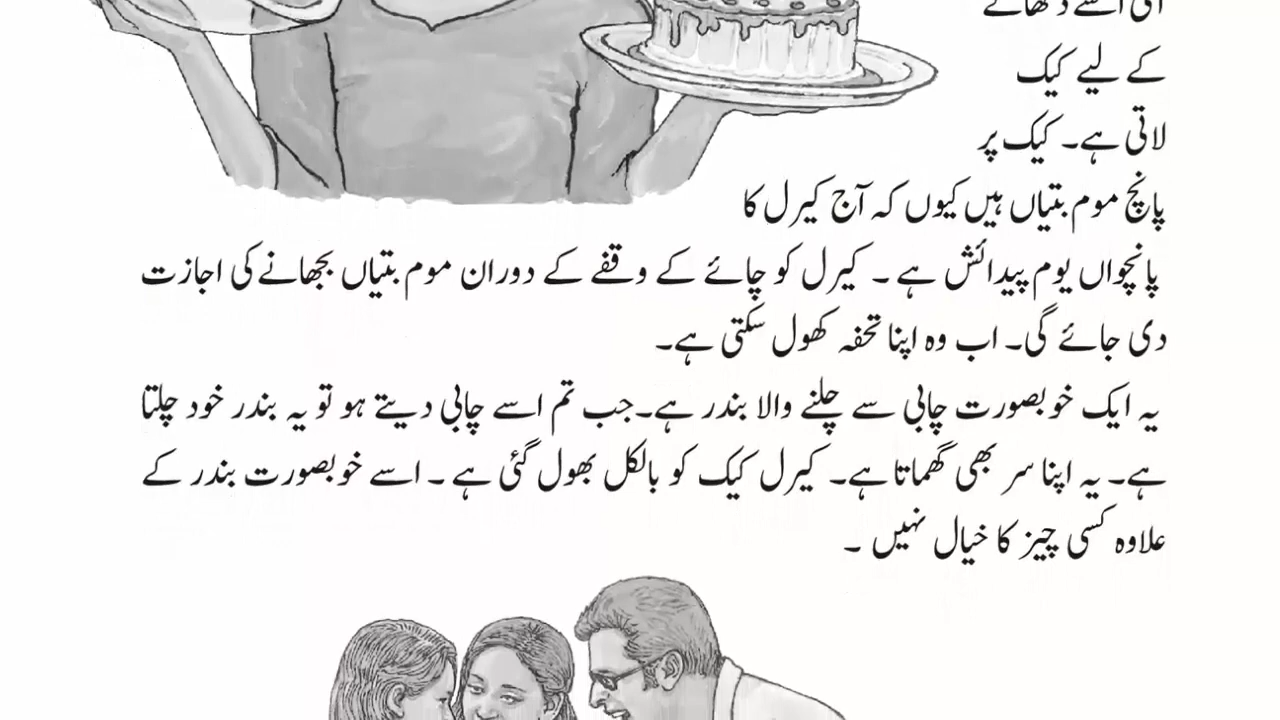 کے لیے کیک
لاتی ہے۔ کیک پر
پانچ موم بتیاں ہیں کیوں کہ آج کیرل کا
پانچواں یوم پیدائش ہے ۔ کیرل کو چائے کے وقفے کے دوران موم بتیاں بجھانے کی اجازت
دی جائے گی۔ اب وہ اپنا تحفہ کھول سکتی ہے۔
یہ ایک خوبصورت چابی سے چلنے والا بندر ہے۔جب تم اسے چابی دیتے ہو تو یہ بندر خود چلتا
ہے۔ یہ اپنا سر بھی گھماتا ہے۔ کیرل کیک کو بالکل بھول گئی ہے ۔ اسے خوبصورت بندر کے
علاوہ کسی چیز کا خیال نہیں ۔